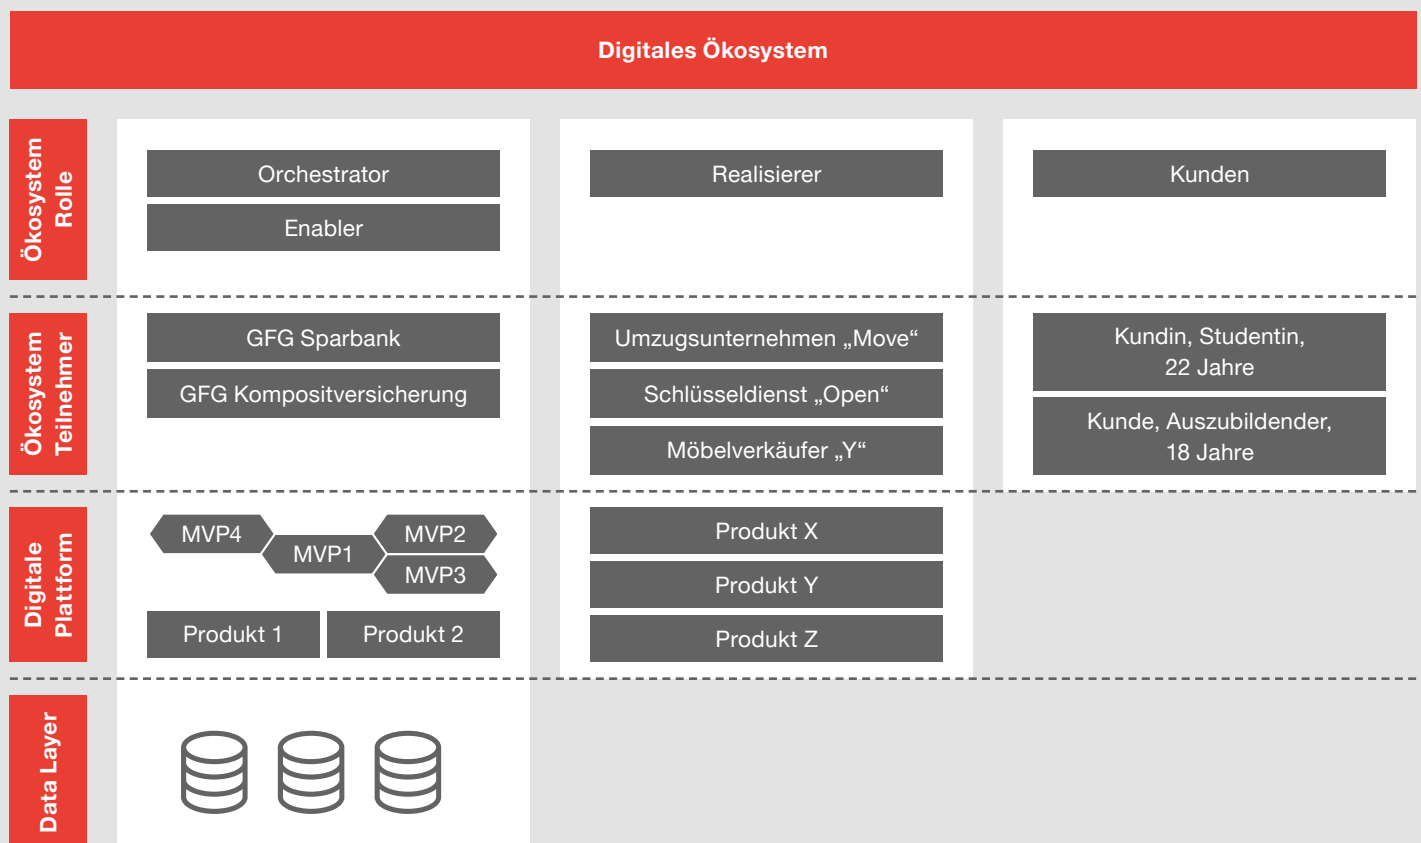 Digitales Ökosystem
Ökosystem
Rolle
Orchestrator
Enabler
Realisierer
Kunden
Ökosystem
Teilnehmer
GFG Sparbank
GFG Kompositversicherung
Umzugsunternehmen „Move“
Schlüsseldienst „Open“
Möbelverkäufer „Y“
Kundin, Studentin,
22 Jahre
Kunde, Auszubildender,
18 Jahre
Digitale
Plattform
MVP4
MVP1
MVP2
MVP3
Produkt 1
Produkt 2
Produkt X
Produkt Y
Produkt Z
Data Layer